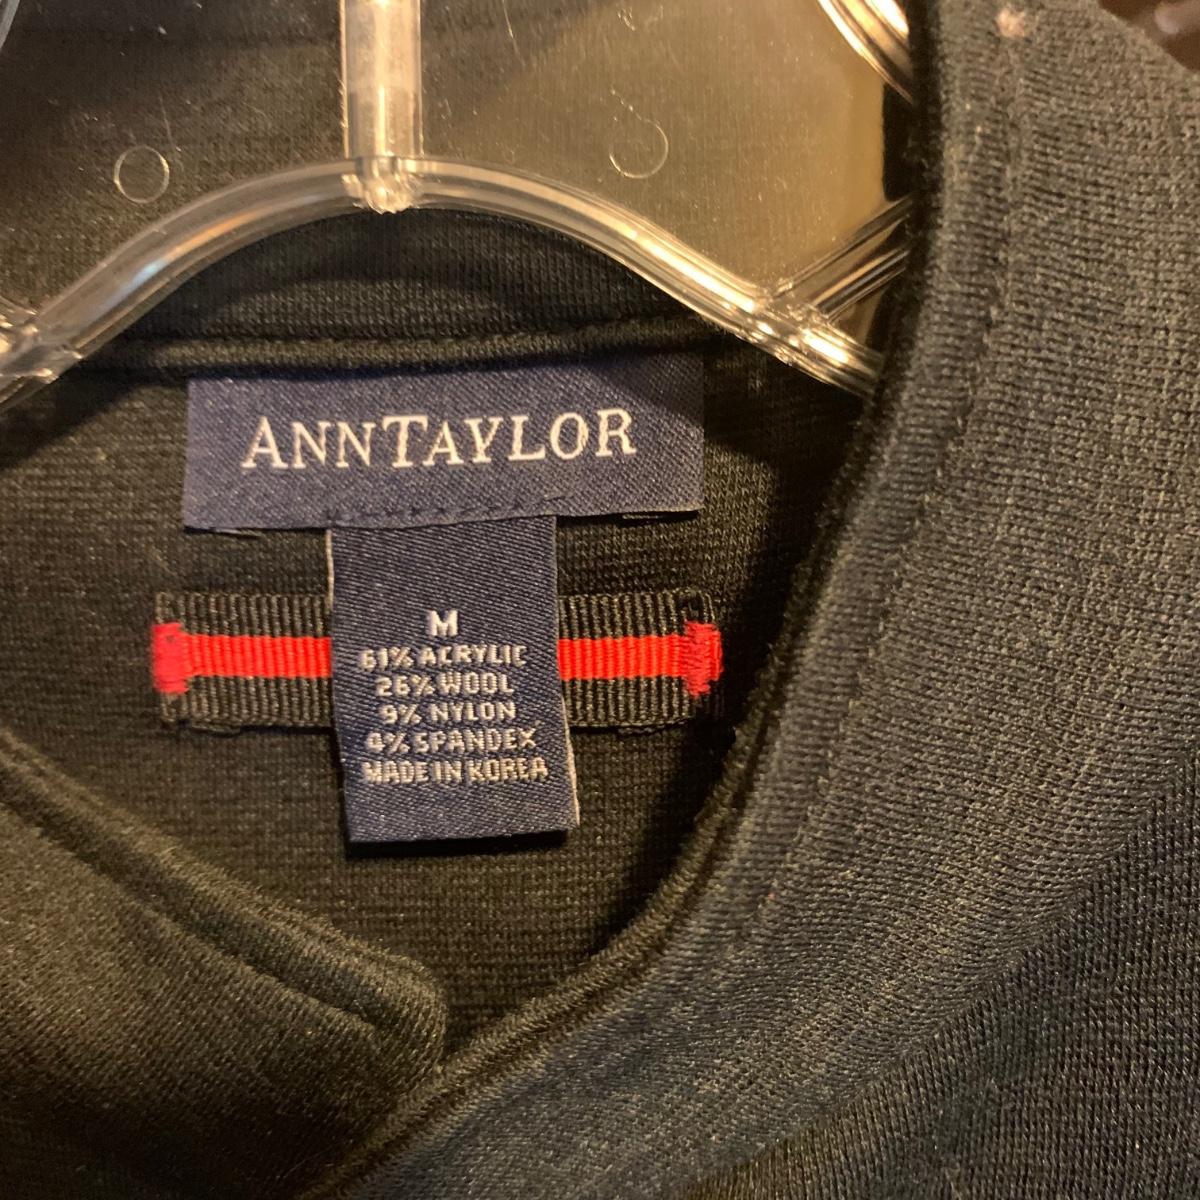 ANNTAYLOR
M
61% ACRYLIC
26% WOOL
9% NYLON
4% SPANDEX
MADE IN KOREA